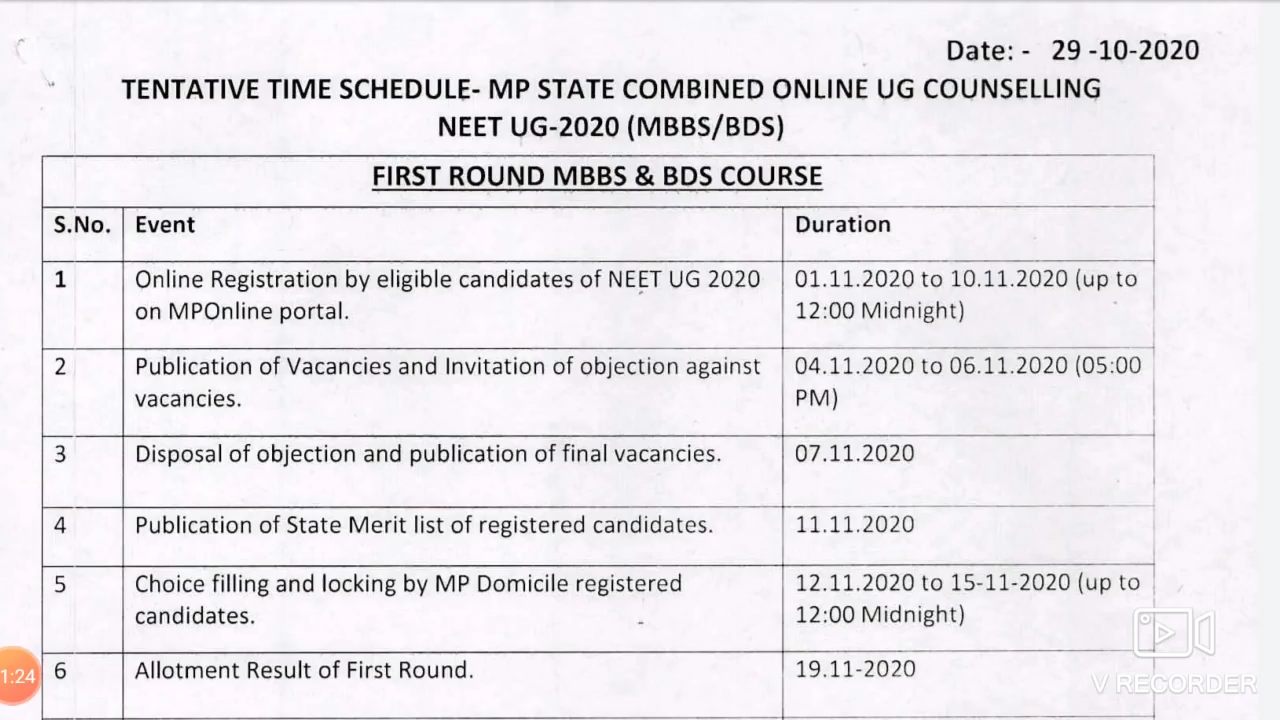 Date: - 29 -10-2020
TENTATIVE TIME SCHEDULE- MP STATE COMBINED ONLINE UG COUNSELLING
NEET UG-2020 (MBBS/BDS)
FIRST ROUND MBBS & BDS COURSE
S.No. Event Duration
1 Online Registration by eligible candidates of NEET UG 2020 01.11.2020 to 10.11.2020 (up to
on MPOnline portal. 12:00 Midnight)
2 Publication of Vacancies and Invitation of objection against 04.11.2020 to 06.11.2020 (05:00
vacancies. PM)
3 Disposal of objection and publication of final vacancies. 07.11.2020
4 Publication of State Merit list of registered candidates. 11.11.2020
5 Choice filling and locking by MP Domicile registered 12.11.2020 to 15-11-2020 (up to
candidates. 12:00 Midnight)
6 Allotment Result of First Round. 19.11-2020
1:24
V RECORDER